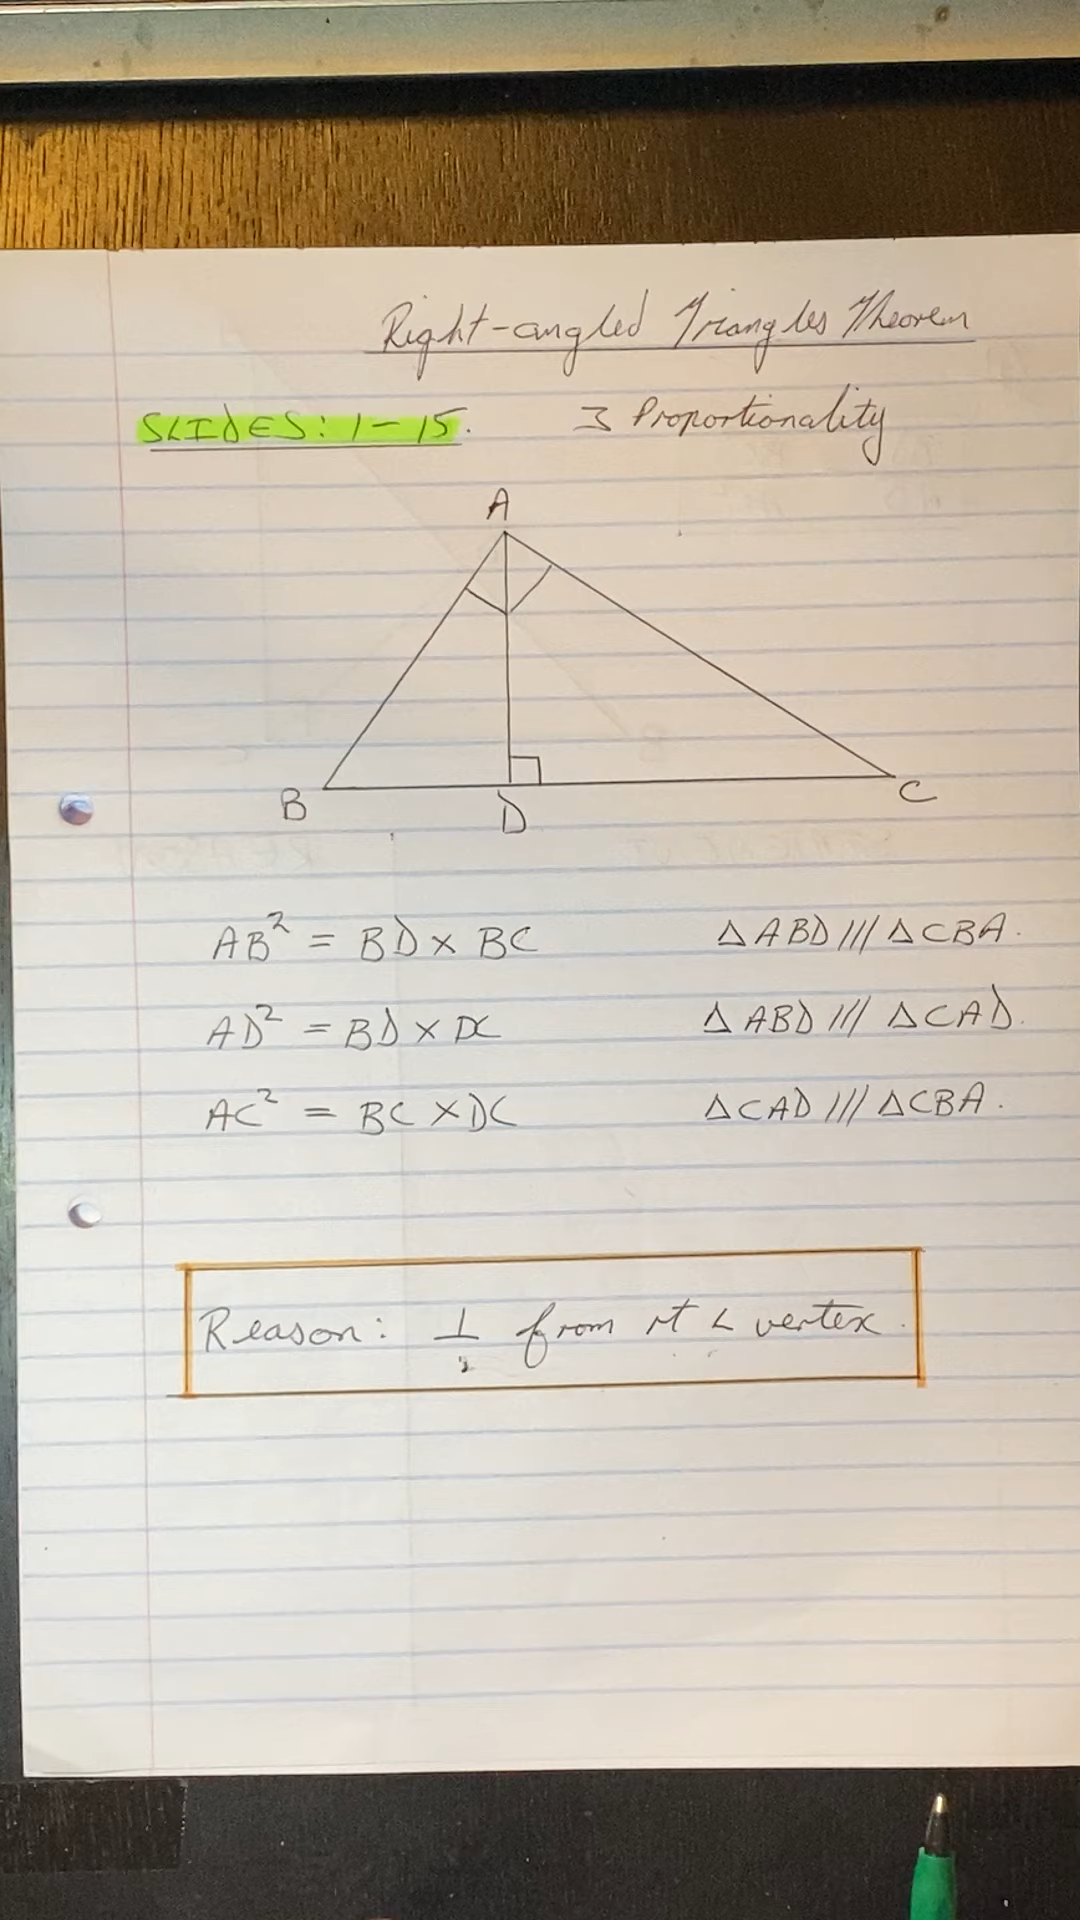 Right-angled Triangles Theorem
SLIDES: 1-15.
3 Proportionality
A
B
D
C
AB² = BD × BC
△ABD /// △CBA.
AD² = BD × DC
△ABD /// △CAD.
AC² = BC × DC
△CAD /// △CBA.
Reason: ⊥ from rt < vertex.